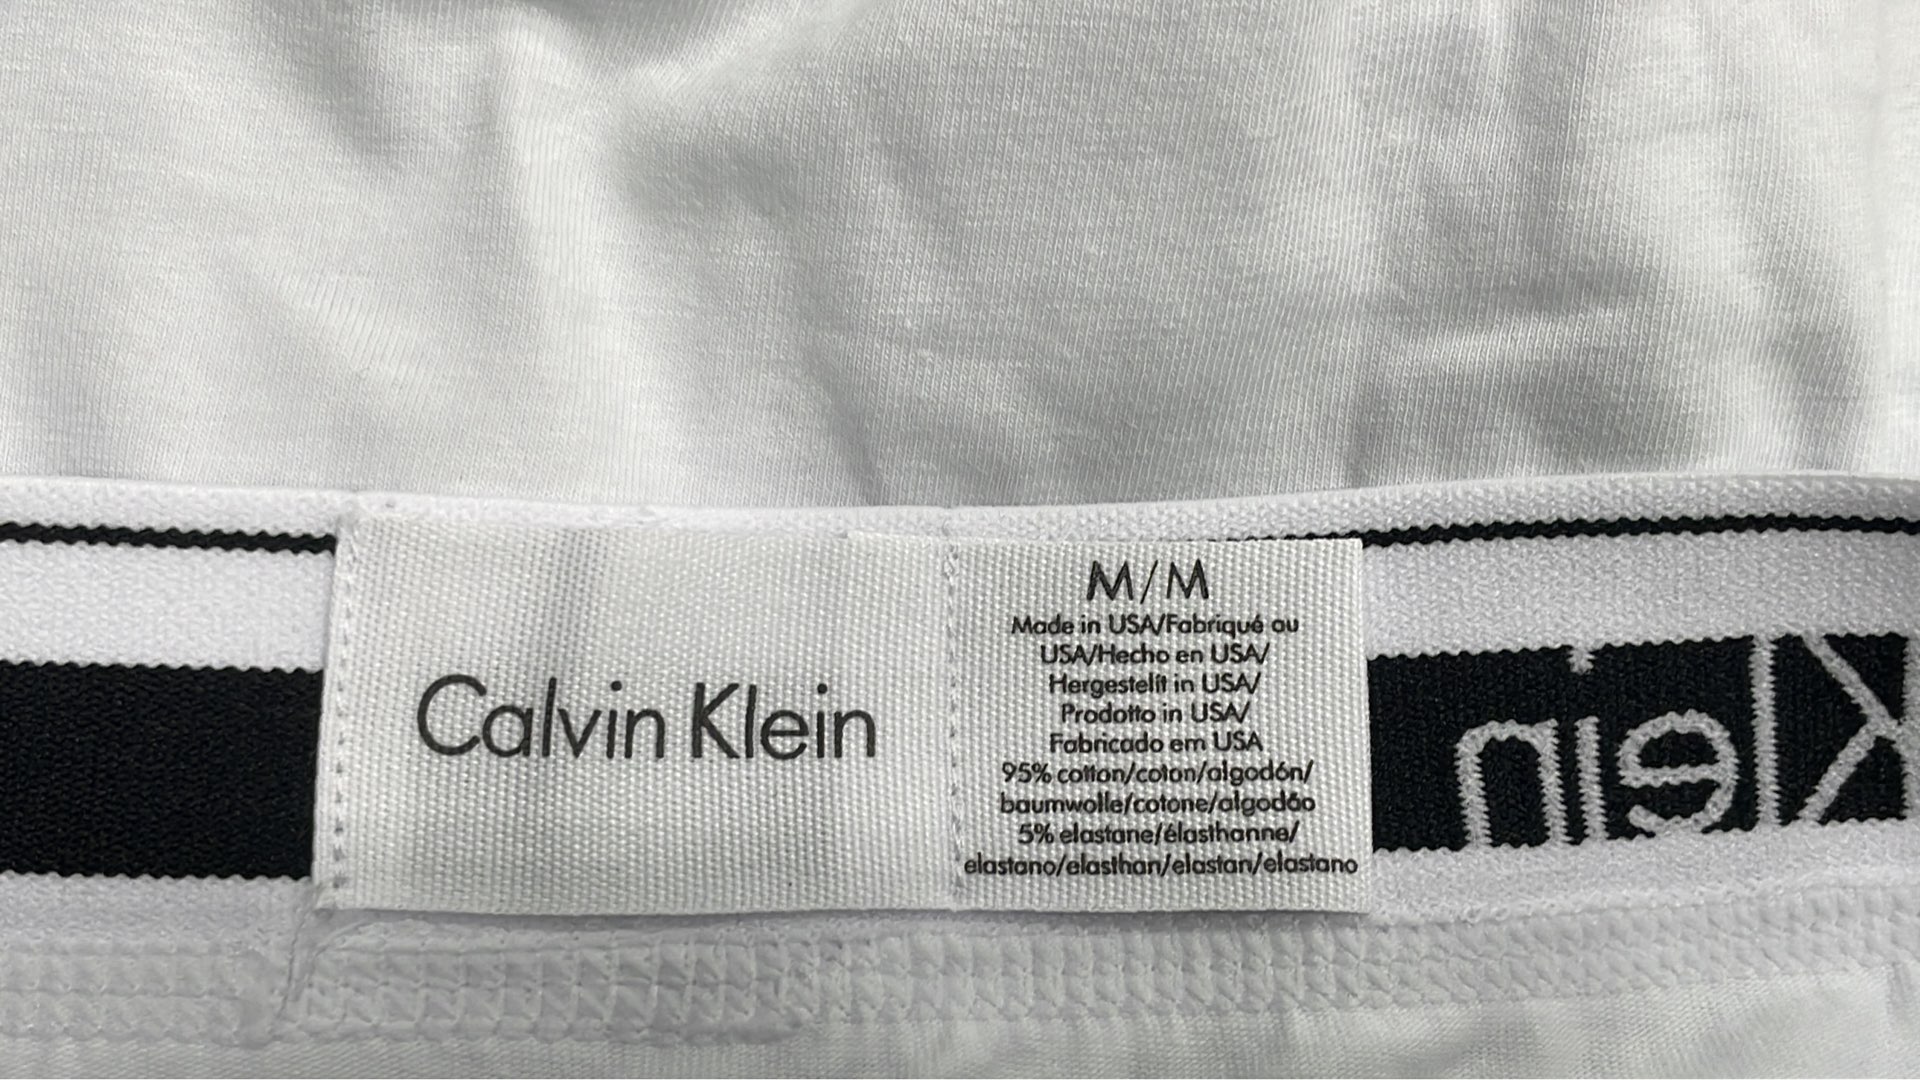 Calvin Klein
M/M
Made in USA/Fabriqué au
USA/Hecho en USA/
Hergestellt in USA/
Prodotto in USA/
Fabricado em USA
95% cotton/coton/algodón/
baumwolle/cotone/algodão
5% elastane/élasthanne/
elastano/elasthan/elastan/elastano
Klein